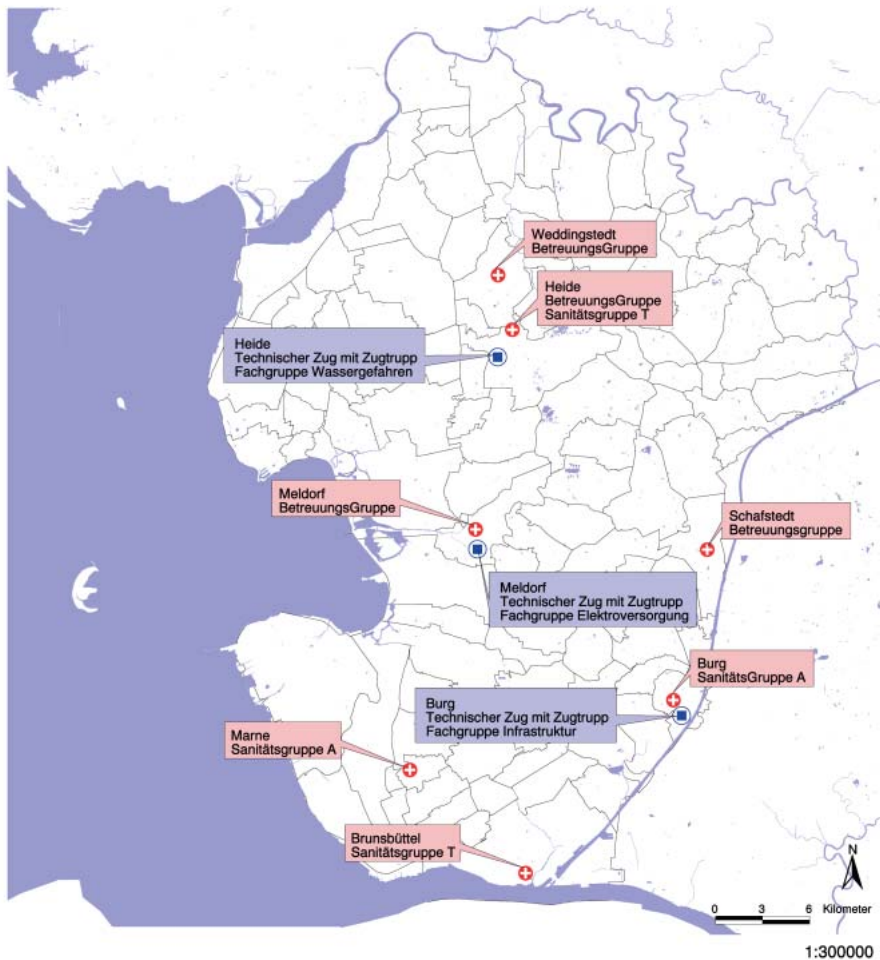 Weddingstedt
BetreuungsGruppe
Heide
BetreuungsGruppe
Sanitätsgruppe T
Heide
Technischer Zug mit Zugtrupp
Fachgruppe Wassergefahren
Meldorf
BetreuungsGruppe
Schafstedt
Betreuungsgruppe
Meldorf
Technischer Zug mit Zugtrupp
Fachgruppe Elektroversorgung
Burg
SanitätsGruppe A
Burg
Technischer Zug mit Zugtrupp
Fachgruppe Infrastruktur
Marne
Sanitätsgruppe A
Brunsbüttel
Sanitätsgruppe T
N
0 3 6 Kilometer
1:300000